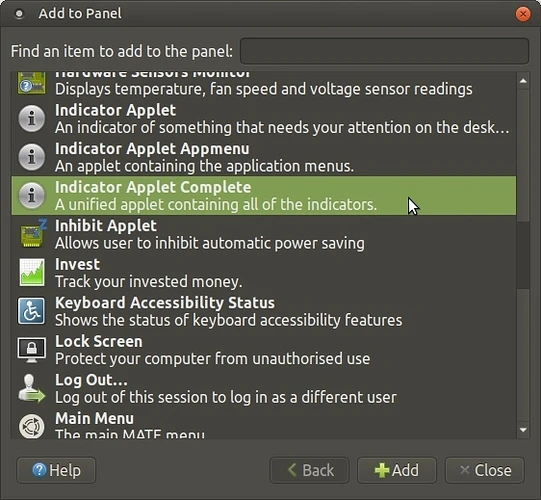 Add to Panel
Find an item to add to the panel:
Hardware Sensors Monitor
Displays temperature, fan speed and voltage sensor readings
Indicator Applet
An indicator of something that needs your attention on the desk…
Indicator Applet Appmenu
An applet containing the application menus.
Indicator Applet Complete
A unified applet containing all of the indicators.
Inhibit Applet
Allows user to inhibit automatic power saving
Invest
Track your invested money.
Keyboard Accessibility Status
Shows the status of keyboard accessibility features
Lock Screen
Protect your computer from unauthorised use
Log Out…
Log out of this session to log in as a different user
Main Menu
The main MATE menu
Help
Back
Add
Close